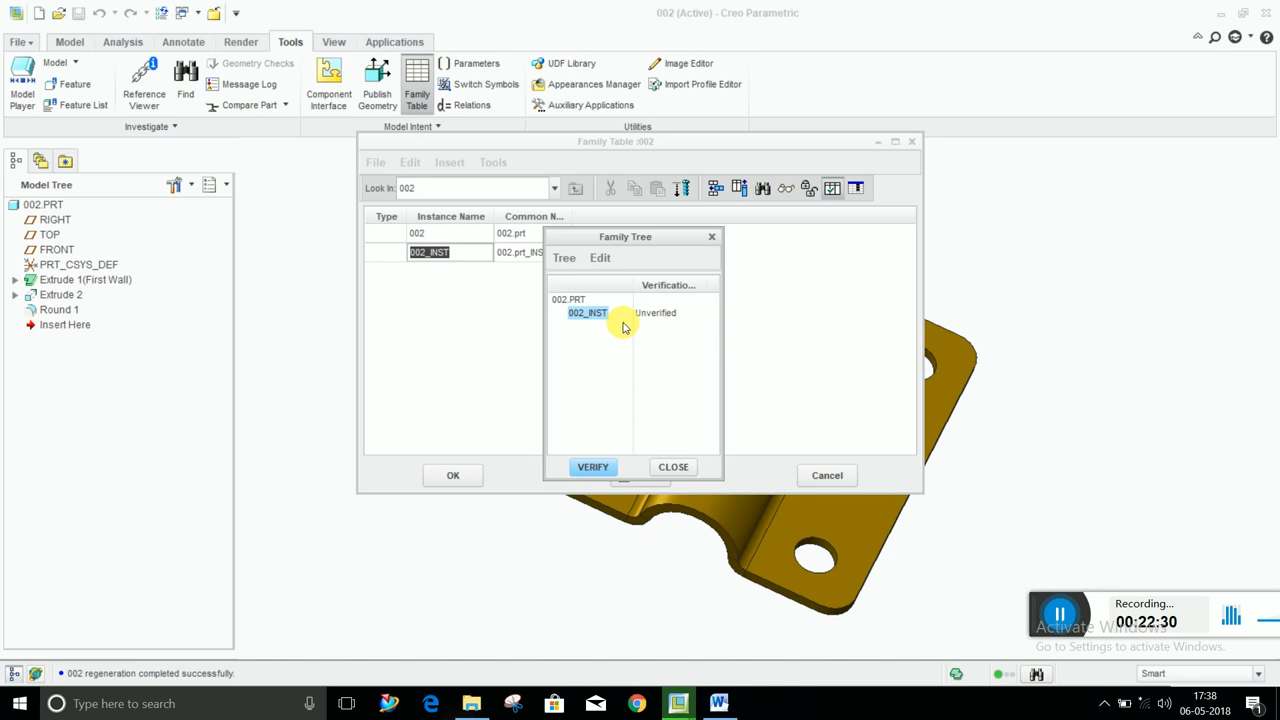 002 (Active) - Creo Parametric
File
Model
Analysis
Annotate
Render
Tools
View
Applications
Model
Feature
Feature List
Model Player
Reference Viewer
Find
Geometry Checks
Message Log
Compare Part
Investigate
Component Interface
Publish Geometry
Family Table
Parameters
Switch Symbols
d= Relations
Model Intent
UDF Library
Appearances Manager
Auxiliary Applications
Image Editor
Import Profile Editor
Utilities
Model Tree
002.PRT
RIGHT
TOP
FRONT
PRT_CSYS_DEF
Extrude 1(First Wall)
Extrude 2
Round 1
Insert Here
Family Table :002
File Edit Insert Tools
Look In: 002
Type Instance Name Common N...
002 002.prt
002_INST 002.prt_INS
OK
Cancel
Family Tree
Tree Edit
Verificatio...
002.PRT
002_INST Unverified
VERIFY CLOSE
Recording...
00:22:30
Activate Windows
Go to Settings to activate Windows.
002 regeneration completed successfully.
Smart
Type here to search
17:38
06-05-2018
1